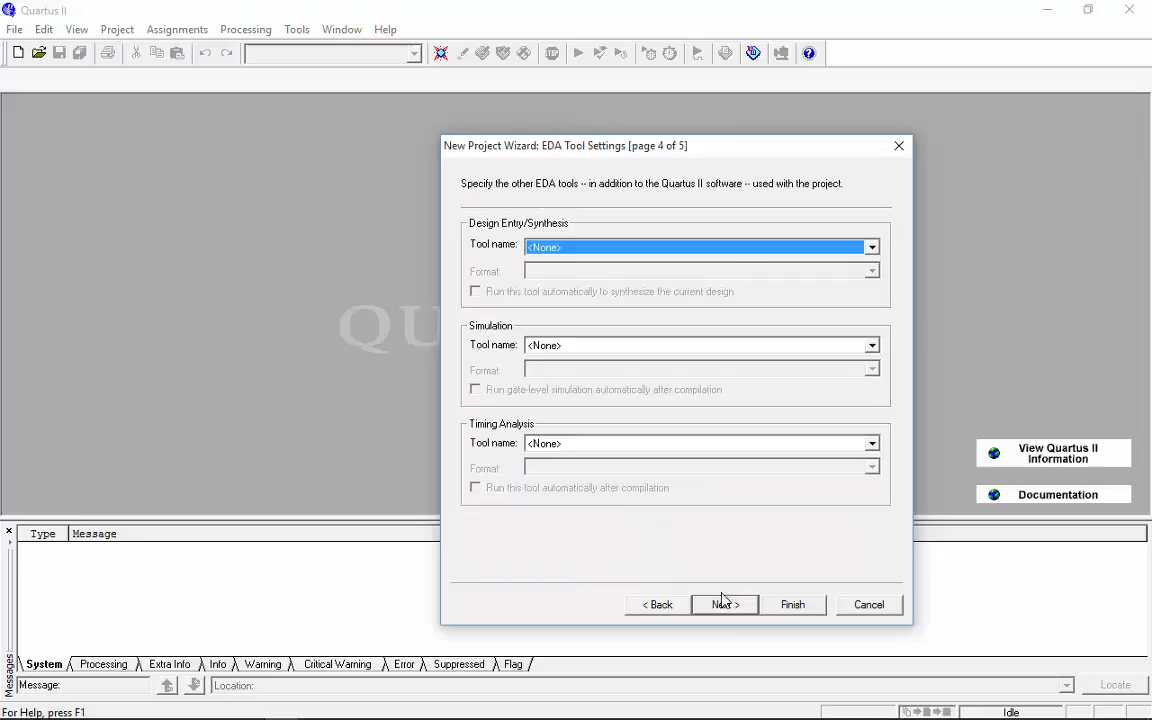 Quartus II
File Edit View Project Assignments Processing Tools Window Help
STOP
New Project Wizard: EDA Tool Settings [page 4 of 5]
Specify the other EDA tools -- in addition to the Quartus II software -- used with the project.
Design Entry/Synthesis
Tool name: <None>
Format:
Run this tool automatically to synthesize the current design
QU
Simulation
Tool name: <None>
Format:
Run gate-level simulation automatically after compilation
Timing Analysis
Tool name: <None>
Format:
Run this tool automatically after compilation
View Quartus II
Information
Documentation
Type Message
< Back Next > Finish Cancel
Messages
System Processing Extra Info Info Warning Critical Warning Error Suppressed Flag
Message: Location: Locate
For Help, press F1 Idle